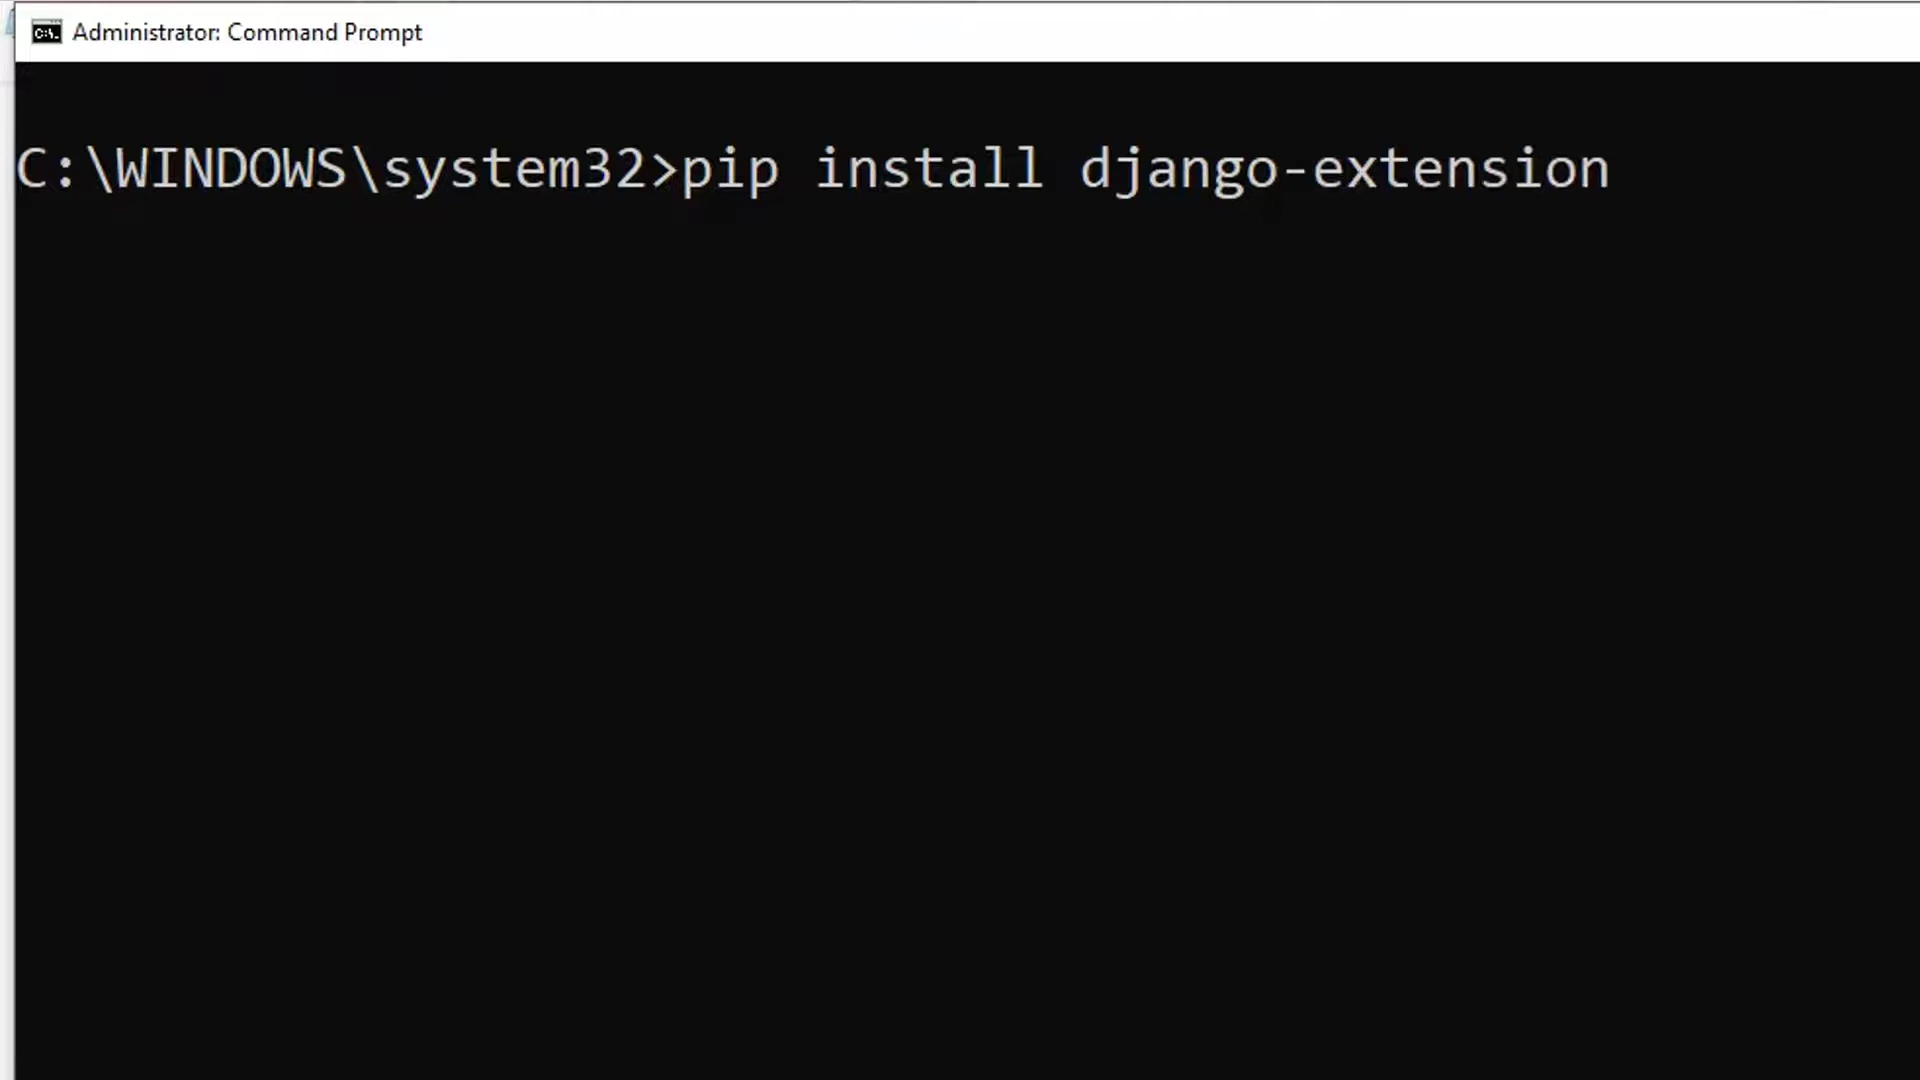 Administrator: Command Prompt
C:\WINDOWS\system32>pip install django-extension